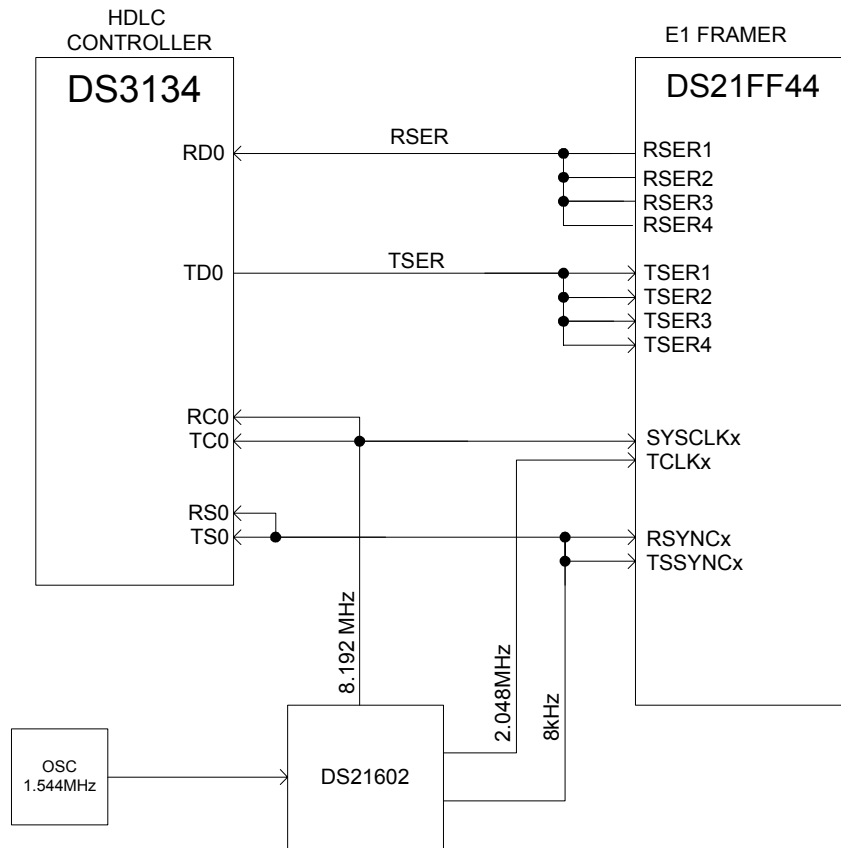 HDLC
CONTROLLER
DS3134
E1 FRAMER
DS21FF44
RSER
RD0
RSER1
RSER2
RSER3
RSER4
TSER
TD0
TSER1
TSER2
TSER3
TSER4
RC0
TC0
SYSCLKx
TCLKx
RS0
TS0
RSYNCx
TSSYNCx
8.192 MHz
2.048MHz
8kHz
OSC
1.544MHz
DS21602